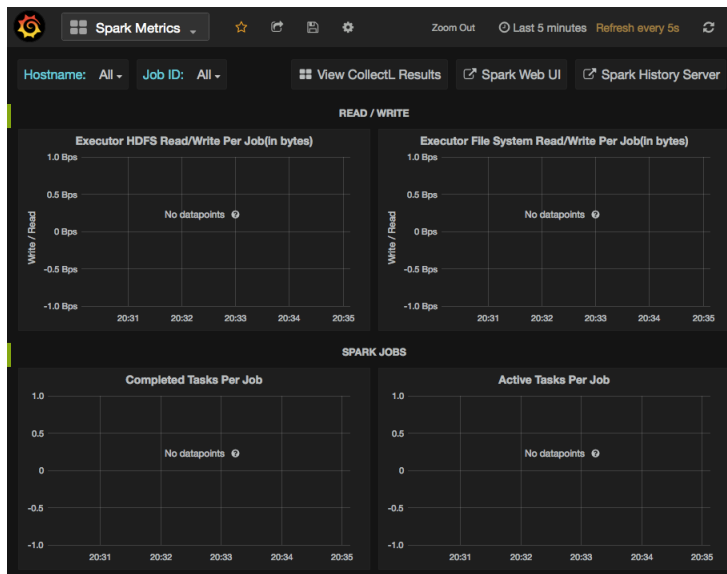 Spark Metrics
Zoom Out
Last 5 minutes Refresh every 5s
Hostname: All
Job ID: All
View CollectL Results
Spark Web UI
Spark History Server
READ / WRITE
Executor HDFS Read/Write Per Job(in bytes)
Write / Read
1.0 Bps
0.5 Bps
0 Bps
-0.5 Bps
-1.0 Bps
No datapoints
20:31 20:32 20:33 20:34 20:35
Executor File System Read/Write Per Job(in bytes)
Write / Read
1.0 Bps
0.5 Bps
0 Bps
-0.5 Bps
-1.0 Bps
No datapoints
20:31 20:32 20:33 20:34 20:35
SPARK JOBS
Completed Tasks Per Job
1.0
0.5
0
-0.5
-1.0
No datapoints
20:31 20:32 20:33 20:34 20:35
Active Tasks Per Job
1.0
0.5
0
-0.5
-1.0
No datapoints
20:31 20:32 20:33 20:34 20:35